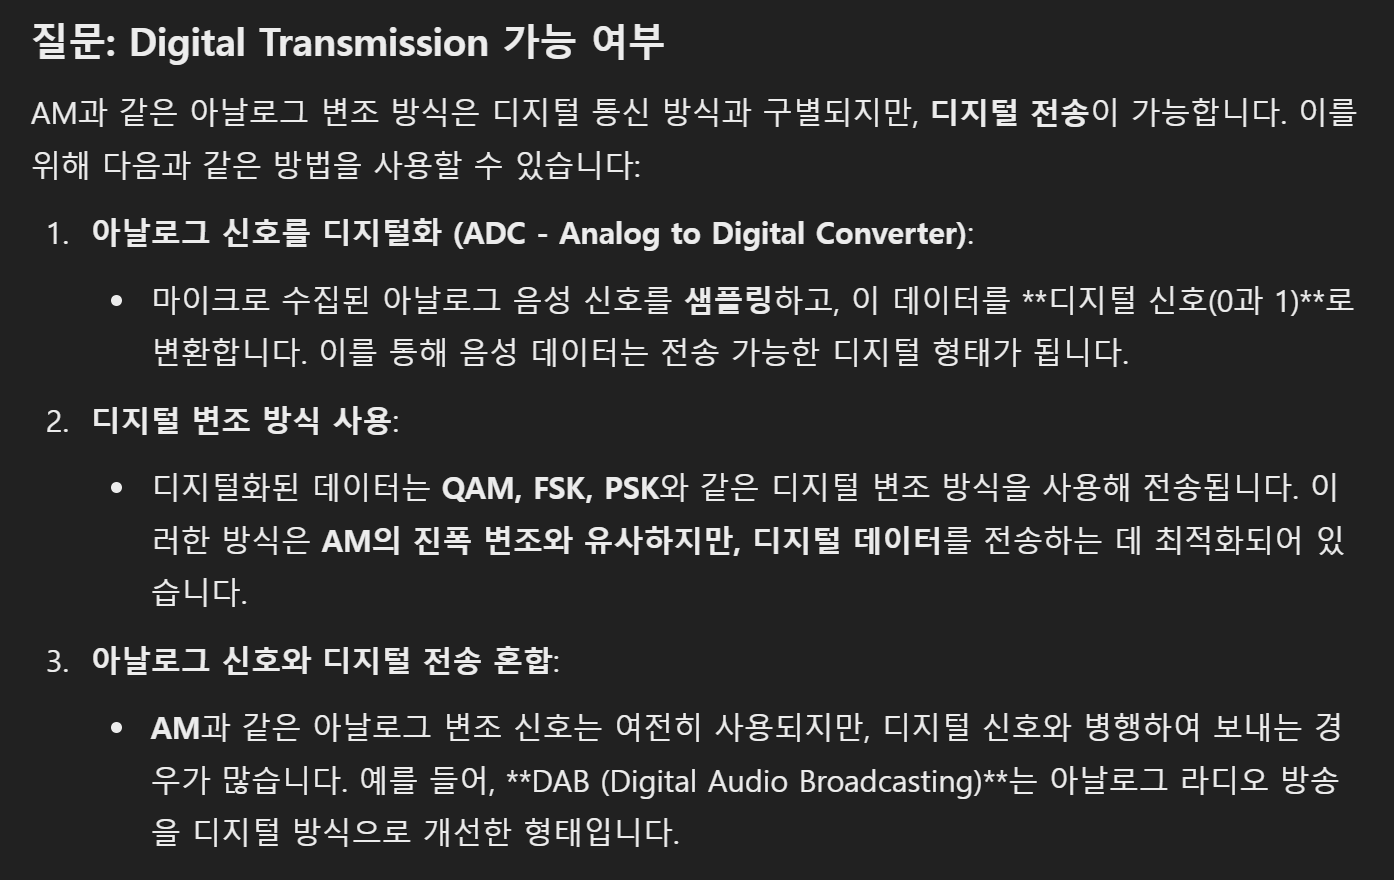 질문: Digital Transmission 가능 여부
AM과 같은 아날로그 변조 방식은 디지털 통신 방식과 구별되지만, 디지털 전송이 가능합니다. 이를
위해 다음과 같은 방법을 사용할 수 있습니다:
1. 아날로그 신호를 디지털화 (ADC - Analog to Digital Converter):
• 마이크로 수집된 아날로그 음성 신호를 샘플링하고, 이 데이터를 **디지털 신호(0과 1)**로
변환합니다. 이를 통해 음성 데이터는 전송 가능한 디지털 형태가 됩니다.
2. 디지털 변조 방식 사용:
• 디지털화된 데이터는 QAM, FSK, PSK와 같은 디지털 변조 방식을 사용해 전송됩니다. 이
러한 방식은 AM의 진폭 변조와 유사하지만, 디지털 데이터를 전송하는 데 최적화되어 있
습니다.
3. 아날로그 신호와 디지털 전송 혼합:
• AM과 같은 아날로그 변조 신호는 여전히 사용되지만, 디지털 신호와 병행하여 보내는 경
우가 많습니다. 예를 들어, **DAB (Digital Audio Broadcasting)**는 아날로그 라디오 방송
을 디지털 방식으로 개선한 형태입니다.